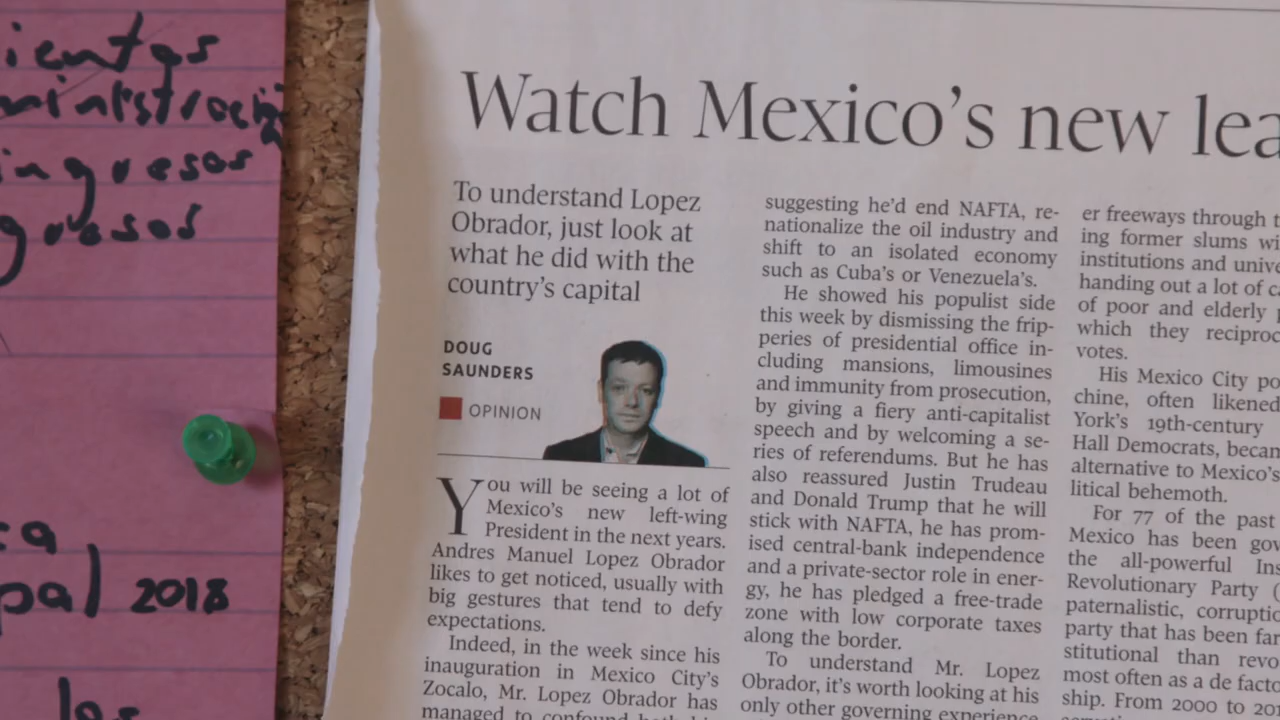 ingresos
2018
los
Watch Mexico's new
To understand Lopez
Obrador, just look at
what he did with the
country's capital
DOUG
SAUNDERS
OPINION
You will be seeing a lot of
Mexico's new left-wing
President in the next years.
Andres Manuel Lopez Obrador
likes to get noticed, usually with
big gestures that tend to defy
expectations.
Indeed, in the week since his
inauguration in Mexico City's
Zocalo, Mr. Lopez Obrador has
managed to confound both
suggesting he'd end NAFTA, re-
nationalize the oil industry and
shift to an isolated economy
such as Cuba's or Venezuela's.
He showed his populist side
this week by dismissing the frip-
peries of presidential office in-
cluding mansions, limousines
and immunity from prosecution,
by giving a fiery anti-capitalist
speech and by welcoming a se-
ries of referendums. But he has
also reassured Justin Trudeau
and Donald Trump that he will
stick with NAFTA, he has prom-
ised central-bank independence
and a private-sector role in ener-
gy, he has pledged a free-trade
zone with low corporate taxes
along the border.
To understand Mr. Lopez
Obrador, it's worth looking at his
only other governing experience
er freeways through
ing former slums
institutions and
handing out a lot of
of poor and elderly
which they
votes.
His Mexico City
chine, often likened
York's 19th-century
Hall Democrats,
alternative to Mexico's
litical behemoth.
For 77 of the past
Mexico has been
the all-powerful
Revolutionary Party
paternalistic,
party that has been
stitutional than
most often as a de facto
ship. From 2000 to